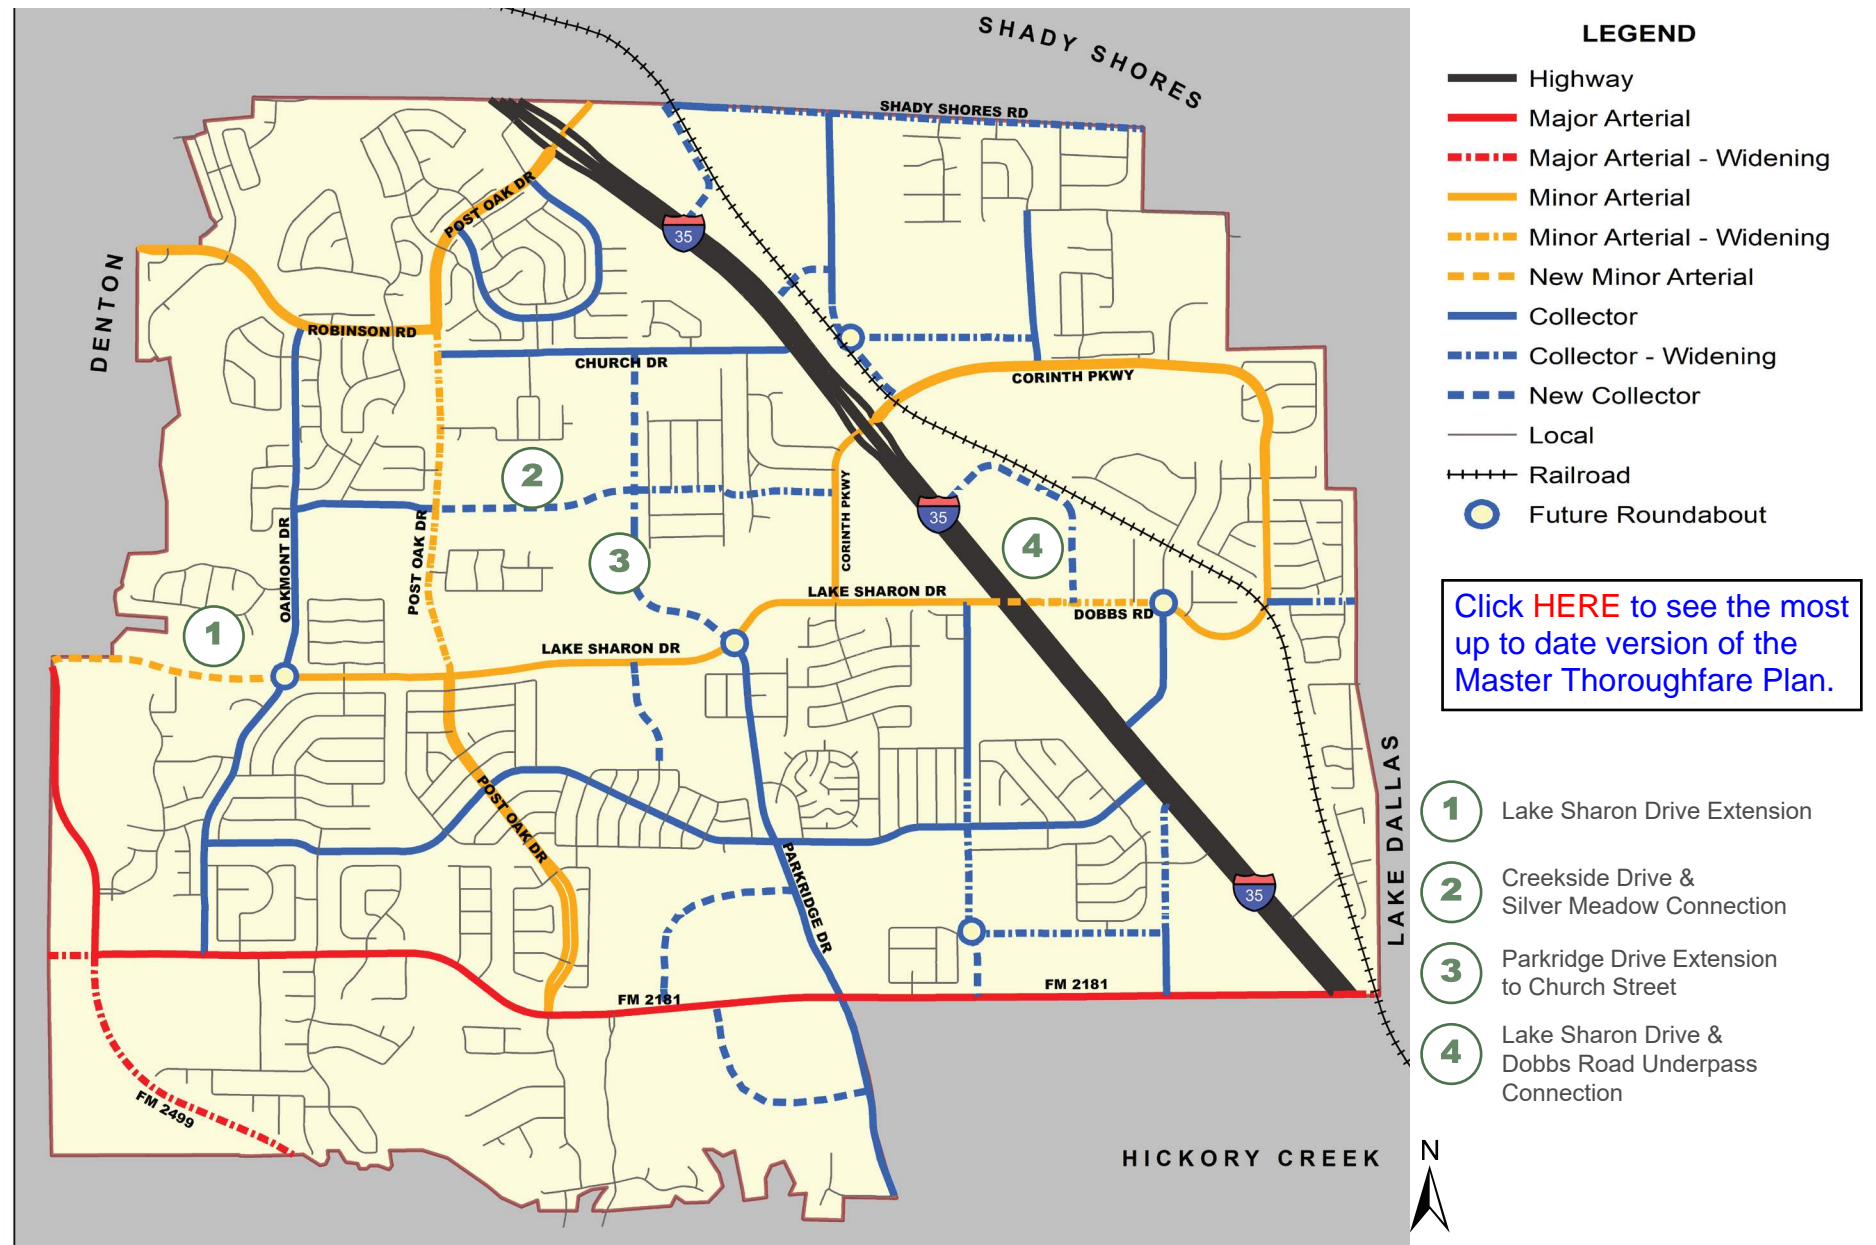 SHADY SHORES
SHADY SHORES RD
POST OAK DR
35
DENTON
ROBINSON RD
CHURCH DR
CORINTH PKWY
2
35
OAKMONT DR
POST OAK DR
3
CORINTH PKWY
4
1
LAKE SHARON DR
DOBBS RD
LAKE SHARON DR
POST OAK DR
PARKRIDGE DR
35
LAKE DALLAS
FM 2181
FM 2181
FM 2499
HICKORY CREEK
LEGEND
Highway
Major Arterial
Major Arterial - Widening
Minor Arterial
Minor Arterial - Widening
New Minor Arterial
Collector
Collector - Widening
New Collector
Local
Railroad
Future Roundabout
Click HERE to see the most
up to date version of the
Master Thoroughfare Plan.
1 Lake Sharon Drive Extension
2 Creekside Drive &
Silver Meadow Connection
3 Parkridge Drive Extension
to Church Street
4 Lake Sharon Drive &
Dobbs Road Underpass
Connection
N